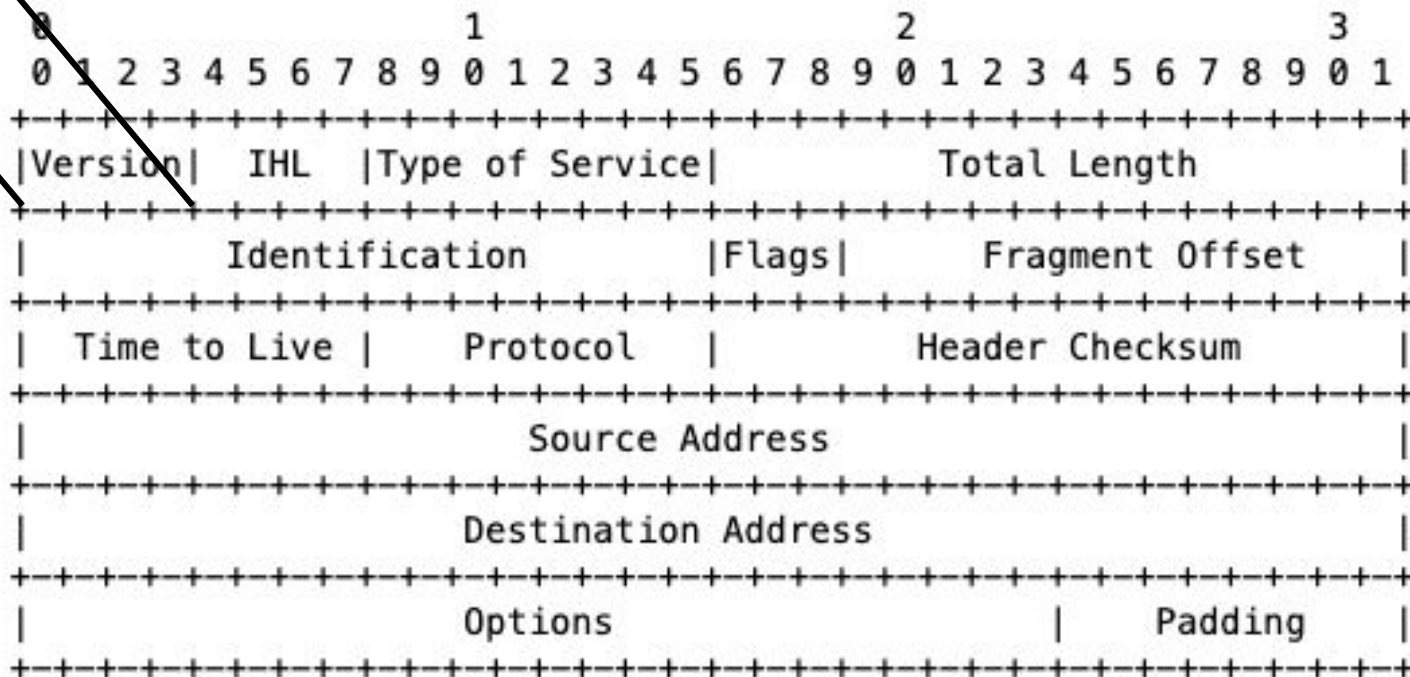 0 1 2 3
0 1 2 3 4 5 6 7 8 9 0 1 2 3 4 5 6 7 8 9 0 1 2 3 4 5 6 7 8 9 0 1
+-+-+-+-+-+-+-+-+-+-+-+-+-+-+-+-+-+-+-+-+-+-+-+-+-+-+-+-+-+-+-+-+
|Version| IHL |Type of Service| Total Length |
+-+-+-+-+-+-+-+-+-+-+-+-+-+-+-+-+-+-+-+-+-+-+-+-+-+-+-+-+-+-+-+-+
| Identification |Flags| Fragment Offset |
+-+-+-+-+-+-+-+-+-+-+-+-+-+-+-+-+-+-+-+-+-+-+-+-+-+-+-+-+-+-+-+-+
| Time to Live | Protocol | Header Checksum |
+-+-+-+-+-+-+-+-+-+-+-+-+-+-+-+-+-+-+-+-+-+-+-+-+-+-+-+-+-+-+-+-+
| Source Address |
+-+-+-+-+-+-+-+-+-+-+-+-+-+-+-+-+-+-+-+-+-+-+-+-+-+-+-+-+-+-+-+-+
| Destination Address |
+-+-+-+-+-+-+-+-+-+-+-+-+-+-+-+-+-+-+-+-+-+-+-+-+-+-+-+-+-+-+-+-+
| Options | Padding |
+-+-+-+-+-+-+-+-+-+-+-+-+-+-+-+-+-+-+-+-+-+-+-+-+-+-+-+-+-+-+-+-+